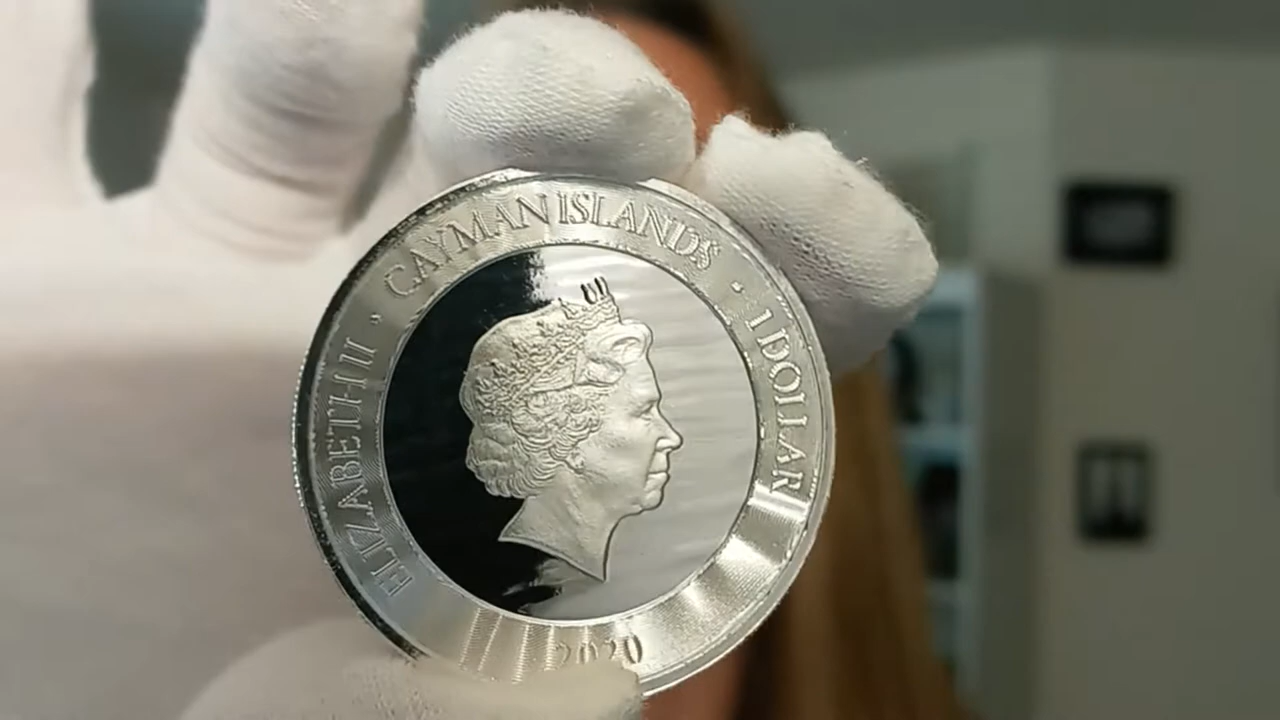 ELIZABETH II · CAYMAN ISLANDS · 1 DOLLAR
2020